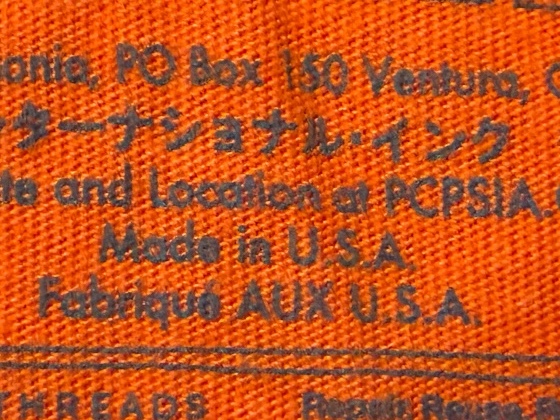 onia, PO Box 150 Ventura, C
ターナショナル・インク
te and Location at PCPSIA.
Made in U.S.A.
Fabriqué AUX U.S.A.
THREADS